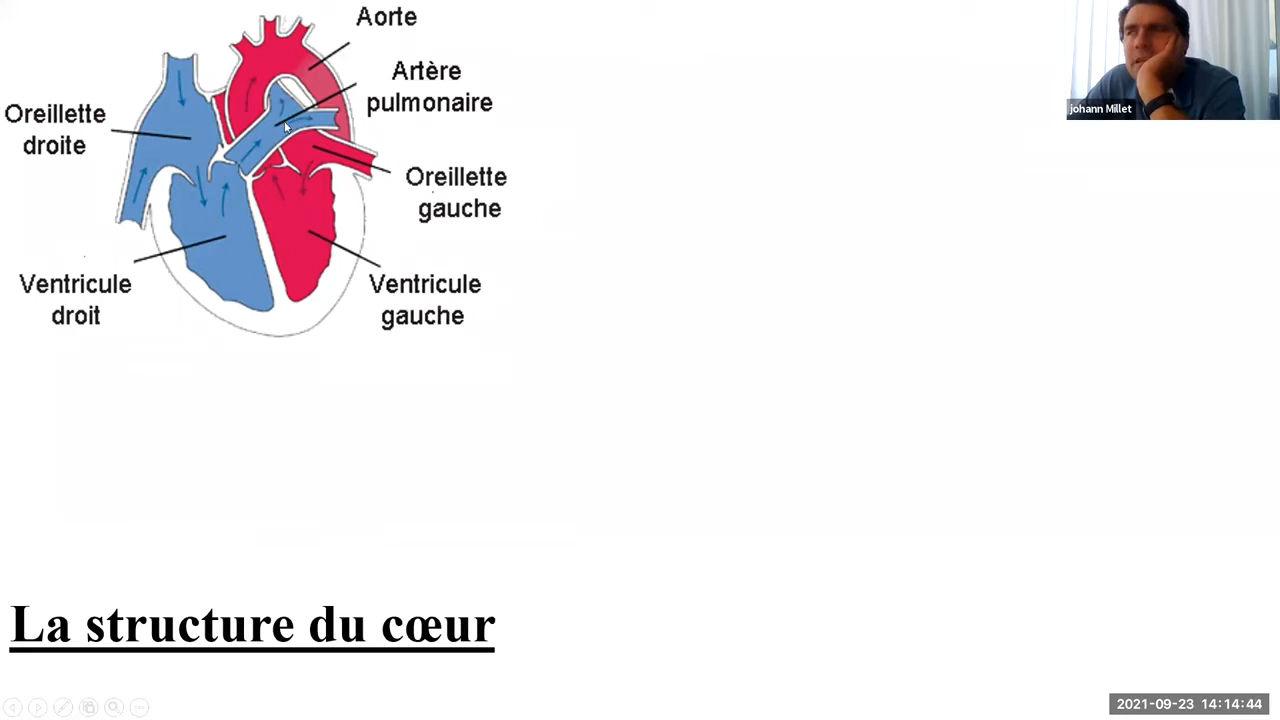 Aorte
Artère
pulmonaire
Oreillette
droite
Oreillette
gauche
Ventricule
droit
Ventricule
gauche
johann Millet
La structure du cœur
2021-09-23 14:14:44